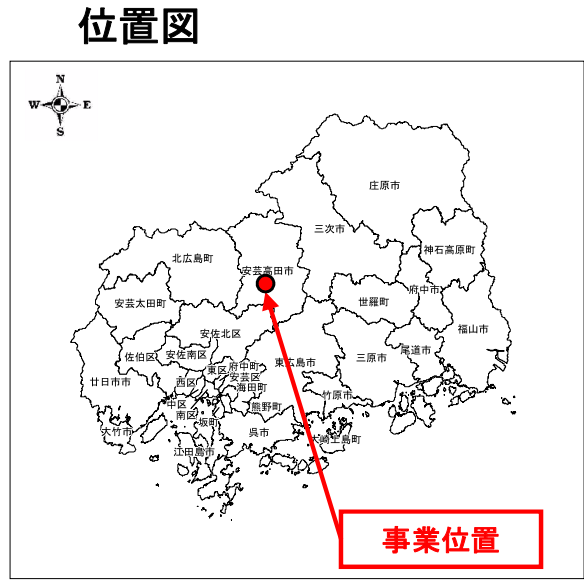 位置図
N
W E
S
庄原市
三次市
神石高原町
北広島町
安芸高田市
府中市
安芸太田町
世羅町
福山市
安佐北区
尾道市
佐伯区
安佐南区
東広島市
三原市
府中町
東区
安芸区
廿日市市
西区
海田町
竹原市
中区
熊野町
南区
坂町
大竹市
呉市
大崎上島町
江田島市
事業位置